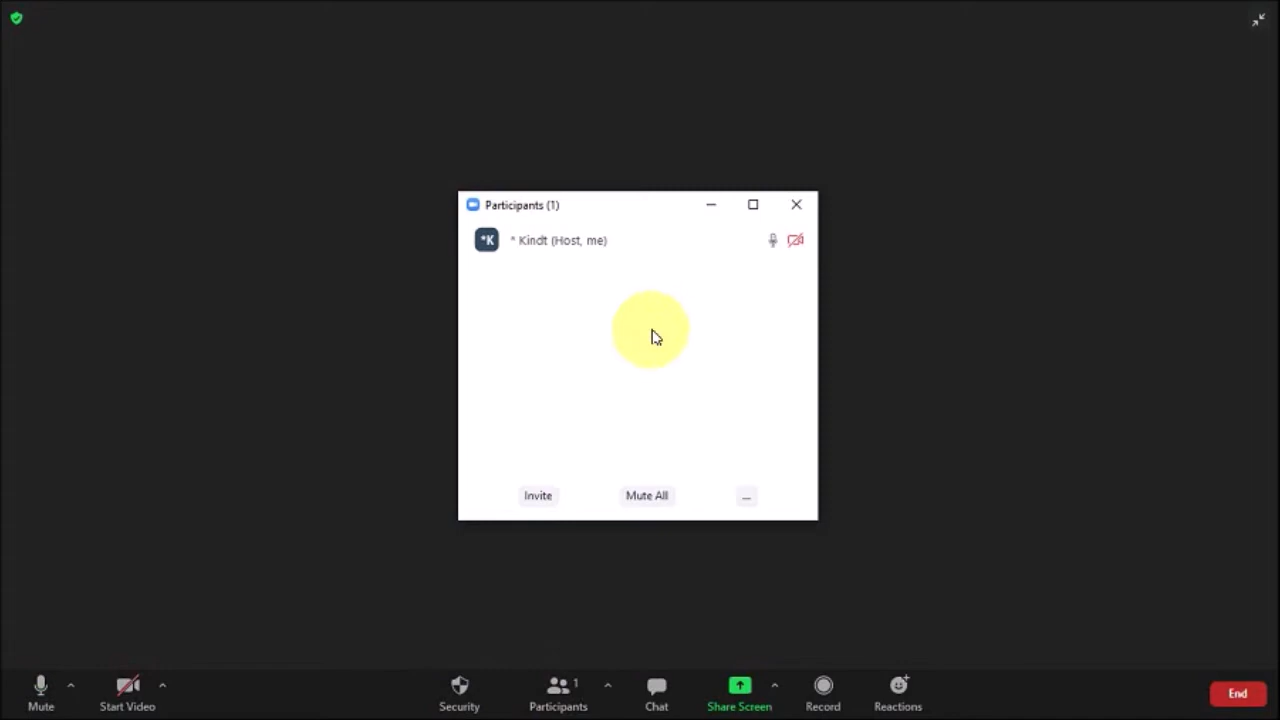 Participants (1)
*K * Kindt (Host, me)
Invite Mute All ...
1
Mute Start Video Security Participants Chat Share Screen Record Reactions End